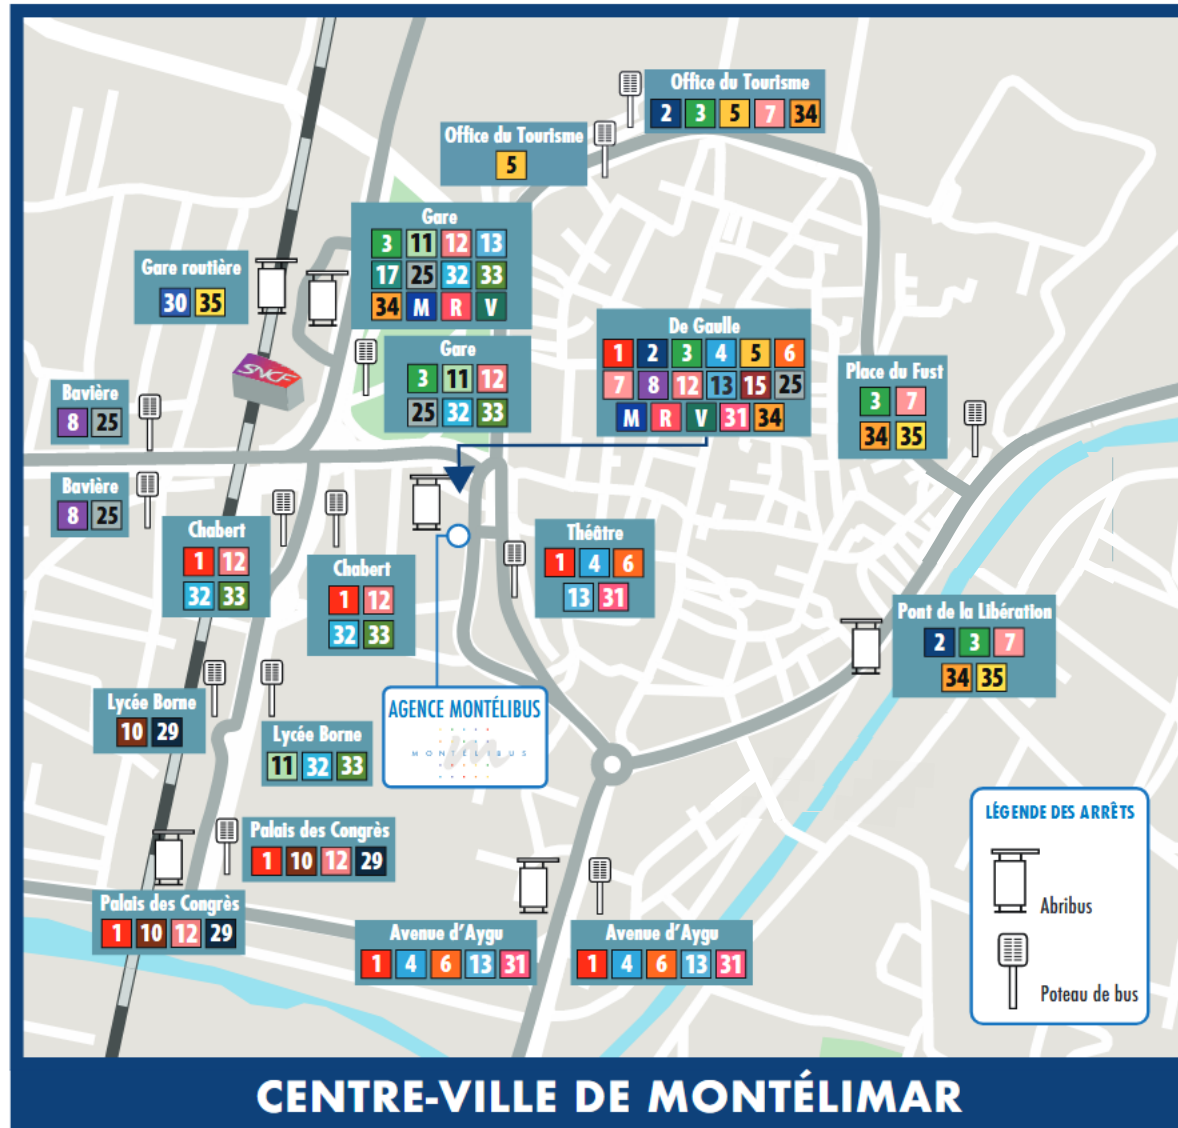 Office du Tourisme
2 3 5 7 34
Office du Tourisme
5
Gare
3 11 12 13
17 25 32 33
34 M R V
Gare routière
30 35
SNCF
Gare
3 11 12
25 32 33
De Gaulle
1 2 3 4 5 6
7 8 12 13 15 25
M R V 31 34
Place du Fust
3 7
34 35
Bavière
8 25
Bavière
8 25
Chabert
1 12
32 33
Chabert
1 12
32 33
Théâtre
1 4 6
13 31
Pont de la Libération
2 3 7
34 35
Lycée Borne
10 29
Lycée Borne
11 32 33
AGENCE MONTÉLIBUS
m
MONTÉLIBUS
Palais des Congrès
1 10 12 29
Palais des Congrès
1 10 12 29
Avenue d'Aygu
1 4 6 13 31
Avenue d'Aygu
1 4 6 13 31
LÉGENDE DES ARRÊTS
Abribus
Poteau de bus
CENTRE-VILLE DE MONTÉLIMAR